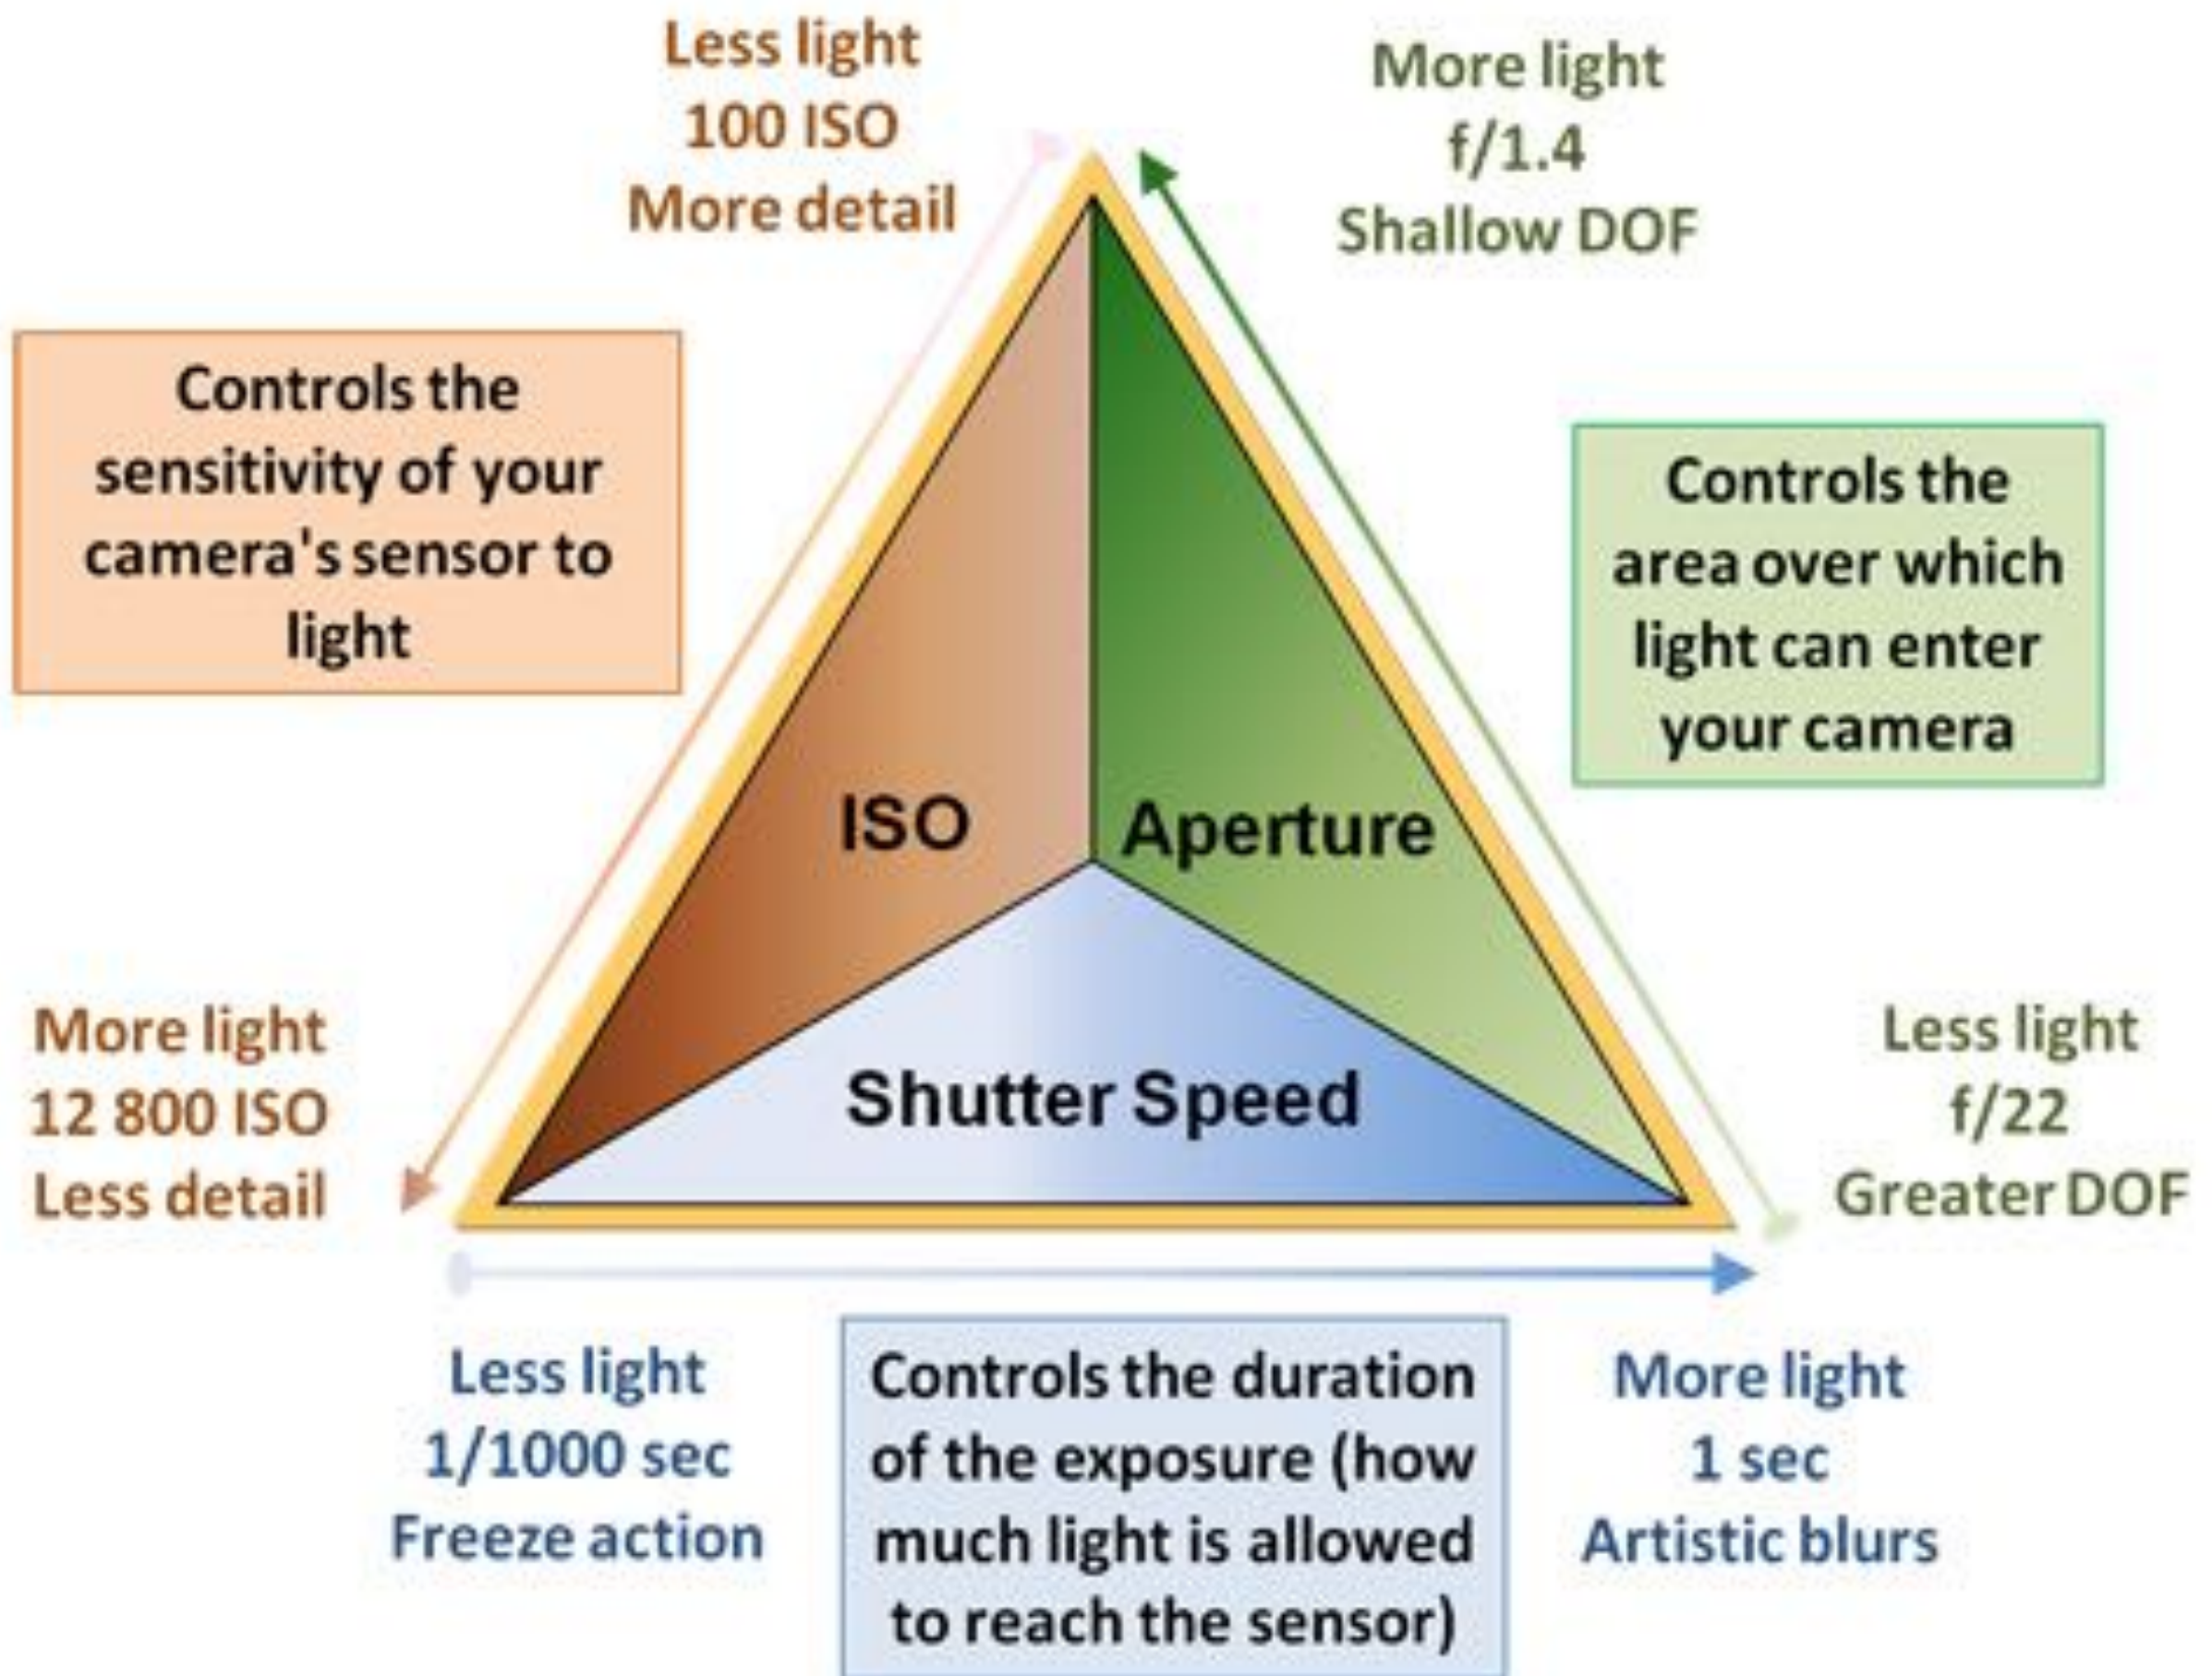 Less light
100 ISO
More detail
More light
f/1.4
Shallow DOF
Controls the
sensitivity of your
camera's sensor to
light
Controls the
area over which
light can enter
your camera
ISO
Aperture
Shutter Speed
More light
12 800 ISO
Less detail
Less light
f/22
Greater DOF
Less light
1/1000 sec
Freeze action
Controls the duration
of the exposure (how
much light is allowed
to reach the sensor)
More light
1 sec
Artistic blurs